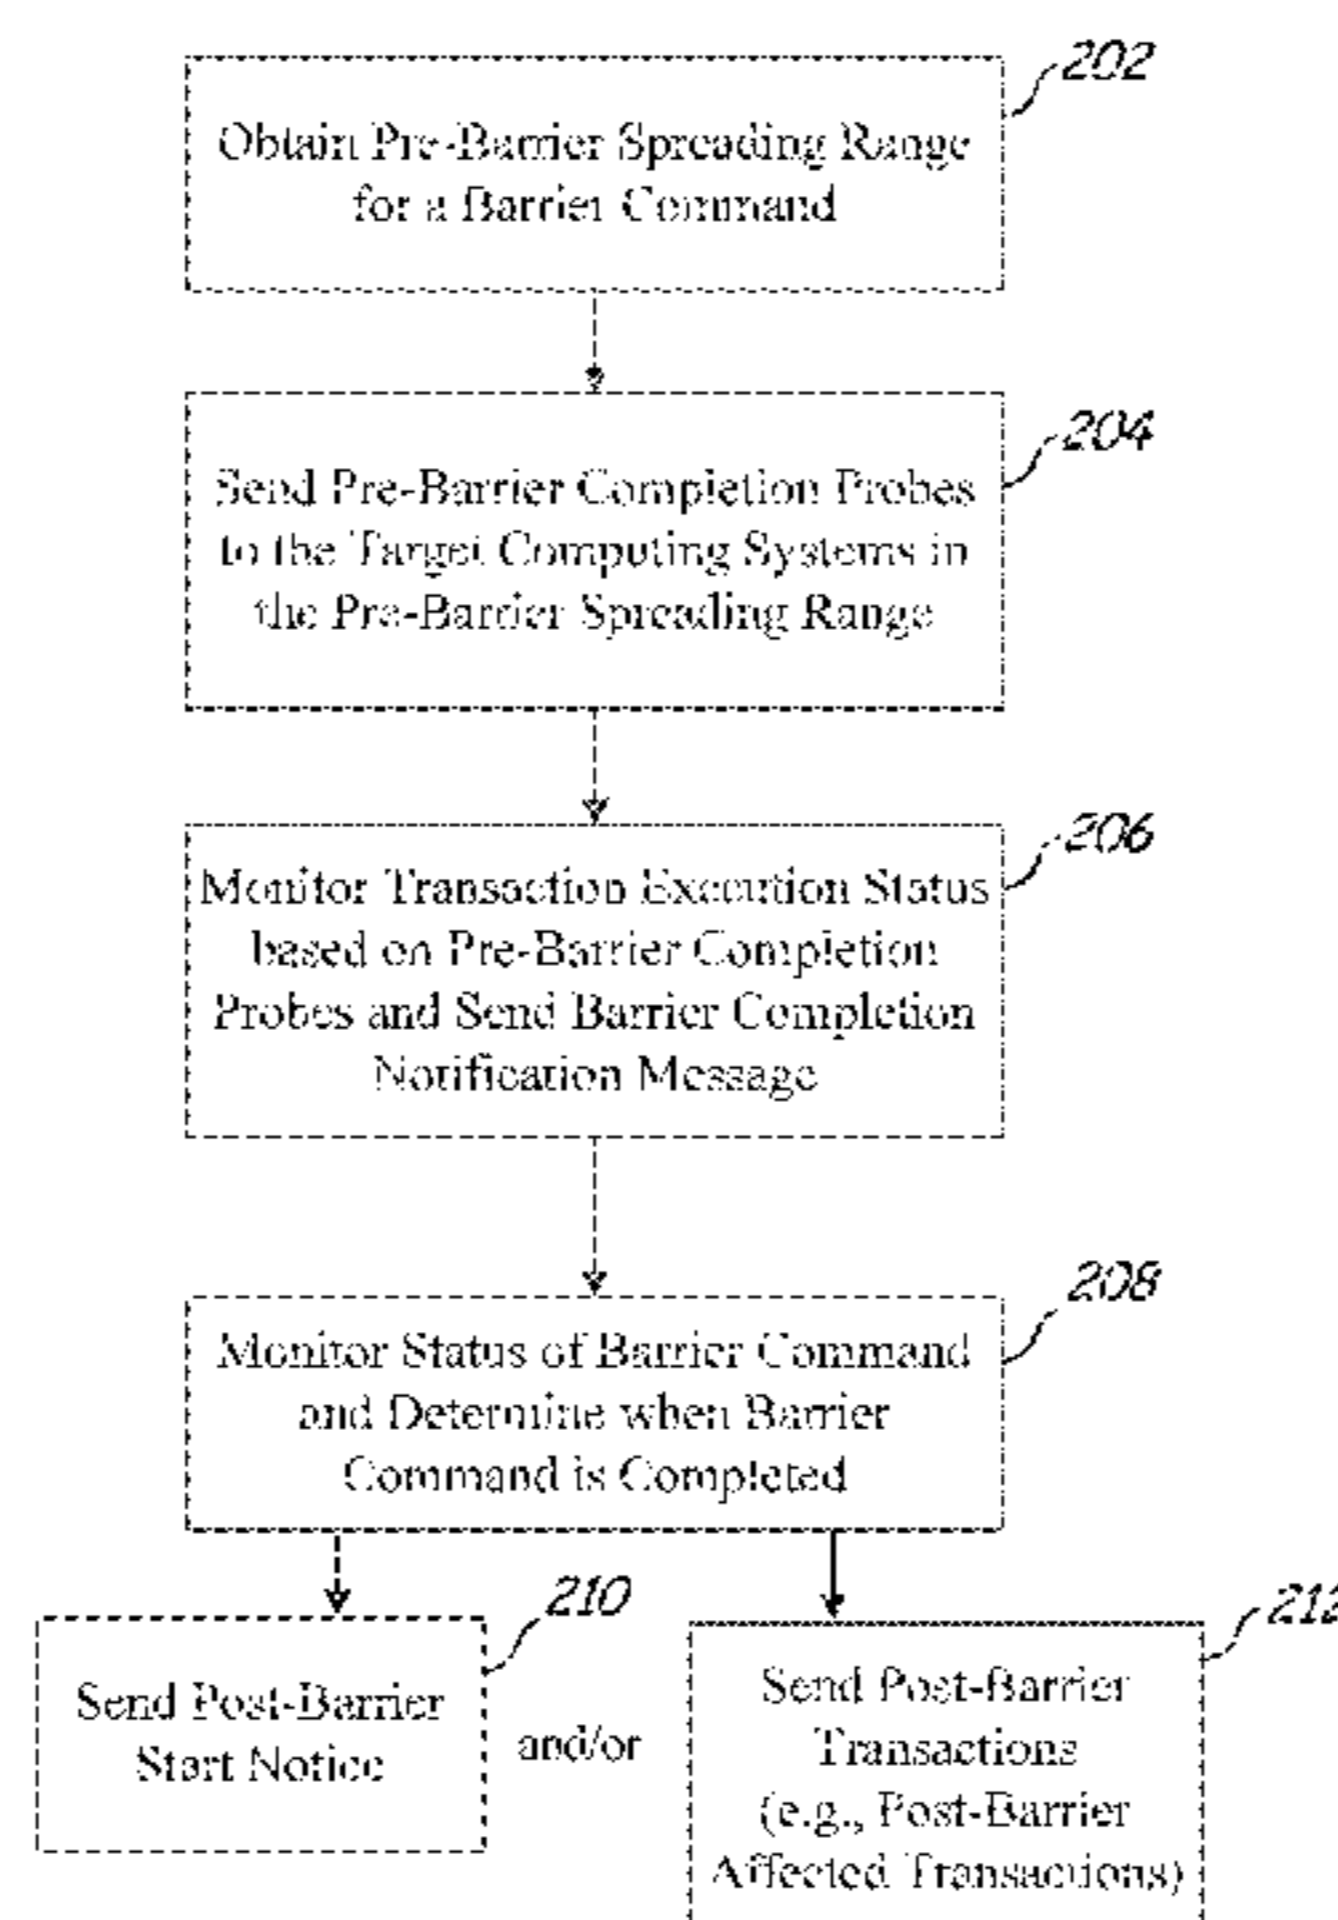 202
Obtain Pre-Barrier Spreading Range
for a Barrier Command
204
Send Pre-Barrier Completion Probes
to the Target Computing Systems in
the Pre-Barrier Spreading Range
206
Monitor Transaction Execution Status
based on Pre-Barrier Completion
Probes and Send Barrier Completion
Notification Message
208
Monitor Status of Barrier Command
and Determine when Barrier
Command is Completed
210
Send Post-Barrier
Start Notice
and/or
212
Send Post-Barrier
Transactions
(e.g., Post-Barrier
Affected Transactions)